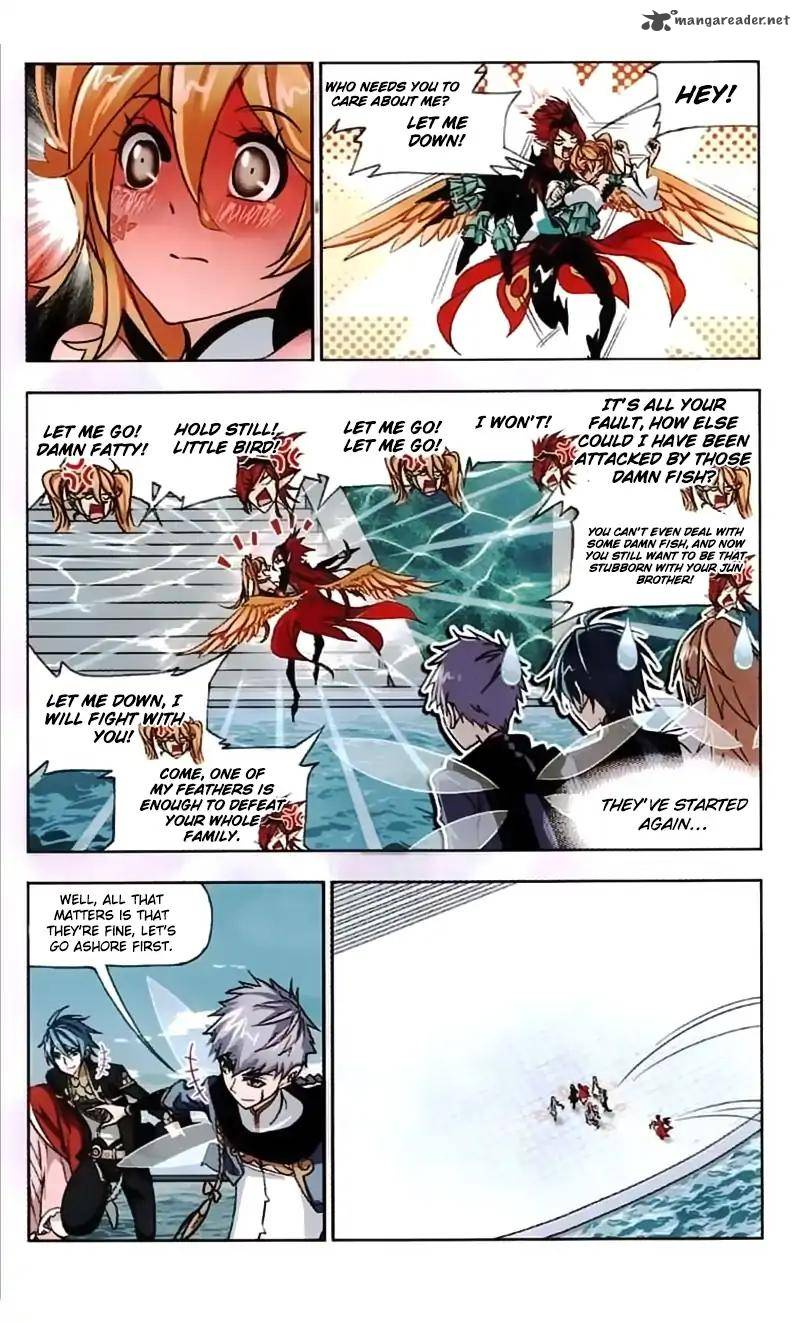 mangareader.net
WHO NEEDS YOU TO
CARE ABOUT ME?
LET ME
DOWN!
HEY!
LET ME GO!
DAMN FATTY!
HOLD STILL!
LITTLE BIRD!
LET ME GO!
LET ME GO!
I WON'T!
IT'S ALL YOUR
FAULT, HOW ELSE
COULD I HAVE BEEN
ATTACKED BY THOSE
DAMN FISH?
YOU CAN'T EVEN DEAL WITH
SOME DAMN FISH, AND NOW
YOU STILL WANT TO BE THAT
STUBBORN WITH YOUR JUN
BROTHER!
LET ME DOWN, I
WILL FIGHT WITH
YOU!
COME, ONE OF
MY FEATHERS IS
ENOUGH TO DEFEAT
YOUR WHOLE
FAMILY.
THEY'VE STARTED
AGAIN...
WELL, ALL THAT
MATTERS IS THAT
THEY'RE FINE, LET'S
GO ASHORE FIRST.